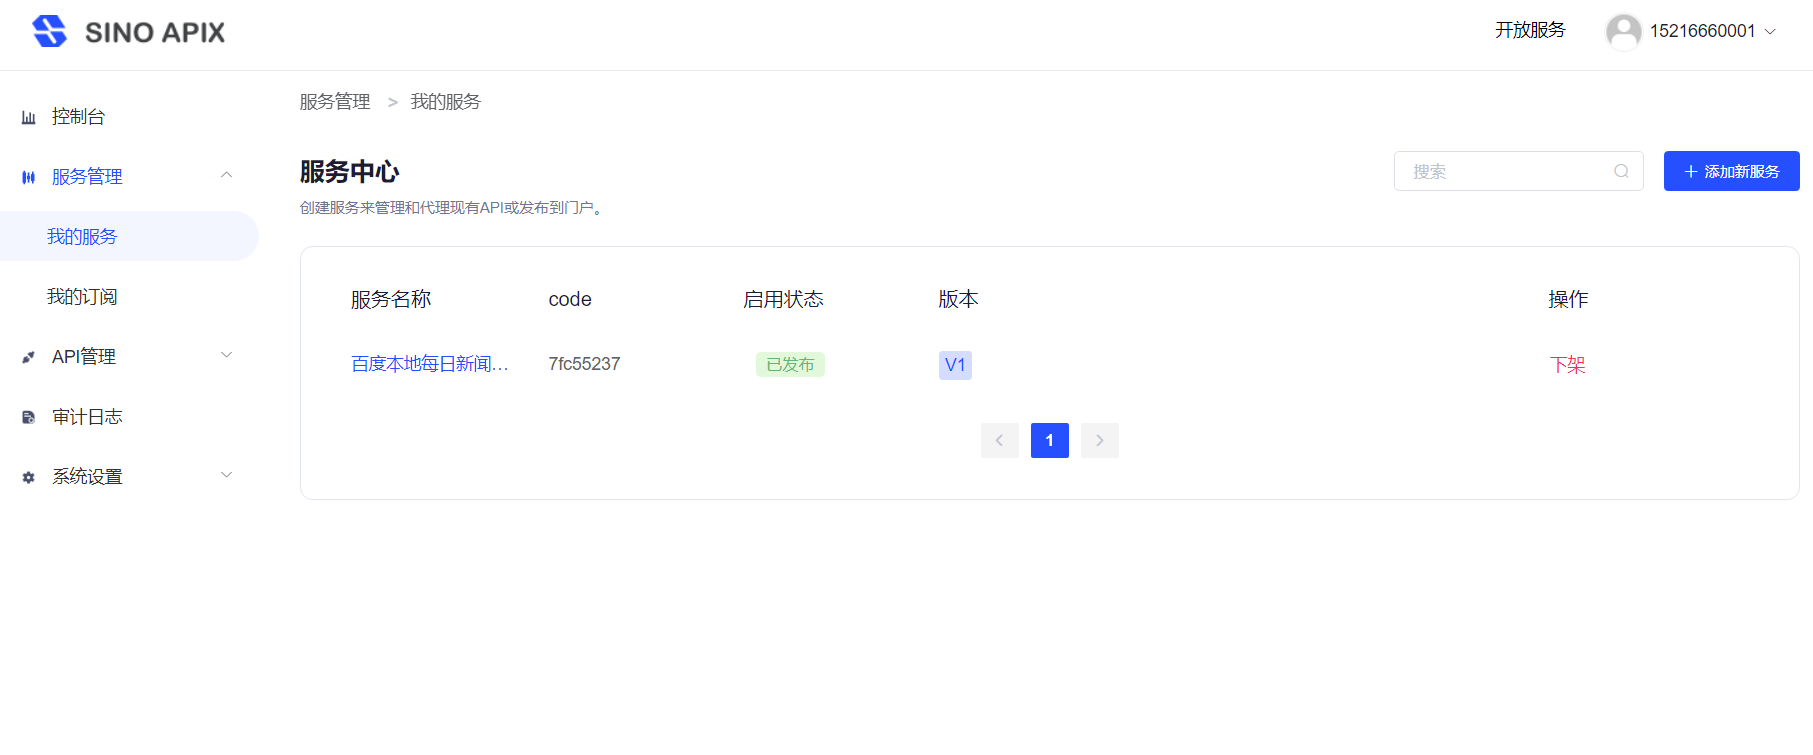 SINO APIX
开放服务
15216660001
控制台
服务管理
我的服务
我的订阅
API管理
审计日志
系统设置
服务管理 > 我的服务
服务中心
创建服务来管理和代理现有API或发布到门户。
搜索
+ 添加新服务
服务名称 code 启用状态 版本 操作
百度本地每日新闻... 7fc55237 已发布 V1 下架
< 1 >